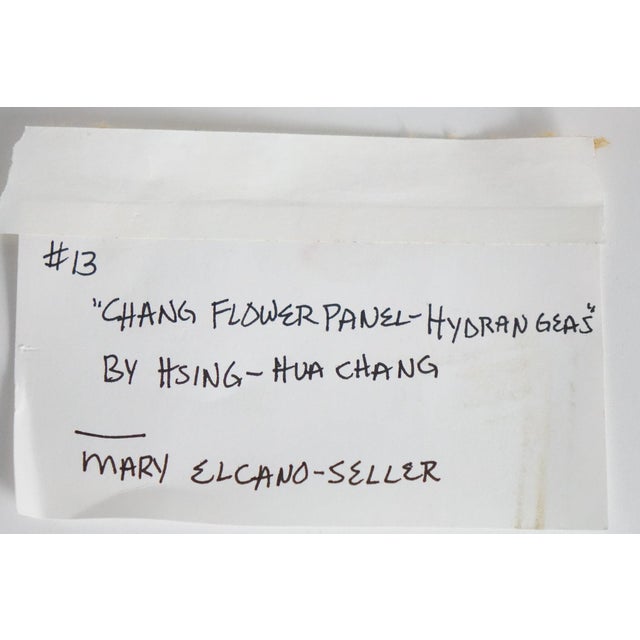 #13
"CHANG FLOWER PANEL-HYDRANGEAS"
BY HSING-HUA CHANG
MARY ELCANO-SELLER